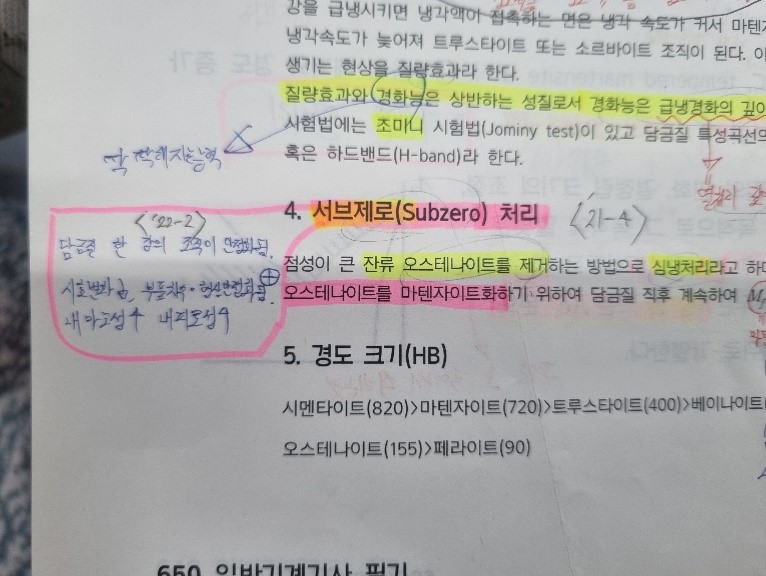 강을 급냉시키면 냉각액이 접촉하는 면은 냉각 속도가 커서 마텐자
냉각속도가 늦어져 트루스타이트 또는 소르바이트 조직이 된다. 이
생기는 현상을 질량효과라 한다.
질량효과와 경화능은 상반하는 성질로서 경화능은 급냉경화의 깊이
시험법에는 조마니 시험법(Jominy test)이 있고 담금질 특성곡선의
혹은 하드밴드(H-band)라 한다.
딱 딱해지는 능력
4. 서브제로(Subzero) 처리 <'21-4>
<'22-2>
담금질 한 강의 조직이 안정화됨.
시효변화 부품치수·형상안정화됨 ⊕
내마모성↑ 내피로성↑
점성이 큰 잔류 오스테나이트를 제거하는 방법으로 심냉처리라고 하며
오스테나이트를 마텐자이트화하기 위하여 담금질 직후 계속하여 Mf
5. 경도 크기(HB)
시멘타이트(820)>마텐자이트(720)>트루스타이트(400)>베이나이트
오스테나이트(155)>페라이트(90)
650 일반기계기사 필기